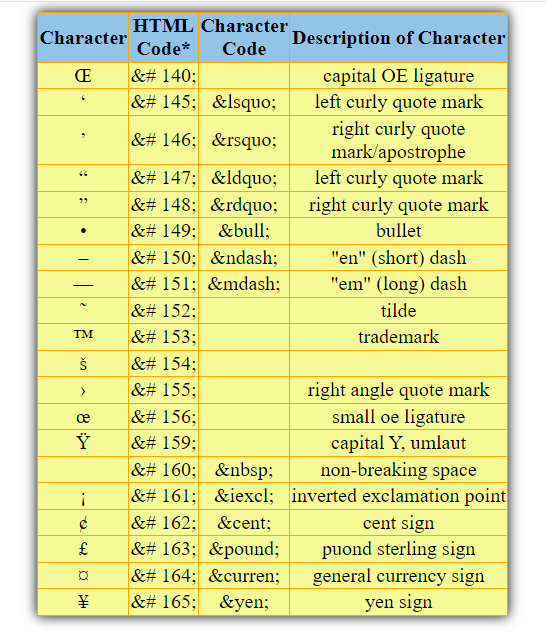 Character HTML Code* Character Code Description of Character
Œ &# 140; capital OE ligature
‘ &# 145; &lsquo; left curly quote mark
’ &# 146; &rsquo; right curly quote mark/apostrophe
“ &# 147; &ldquo; left curly quote mark
” &# 148; &rdquo; right curly quote mark
• &# 149; &bull; bullet
– &# 150; &ndash; "en" (short) dash
— &# 151; &mdash; "em" (long) dash
˜ &# 152; tilde
™ &# 153; trademark
š &# 154;
› &# 155; right angle quote mark
œ &# 156; small oe ligature
Ÿ &# 159; capital Y, umlaut
&# 160; &nbsp; non-breaking space
¡ &# 161; &iexcl; inverted exclamation point
¢ &# 162; &cent; cent sign
£ &# 163; &pound; puond sterling sign
¤ &# 164; &curren; general currency sign
¥ &# 165; &yen; yen sign